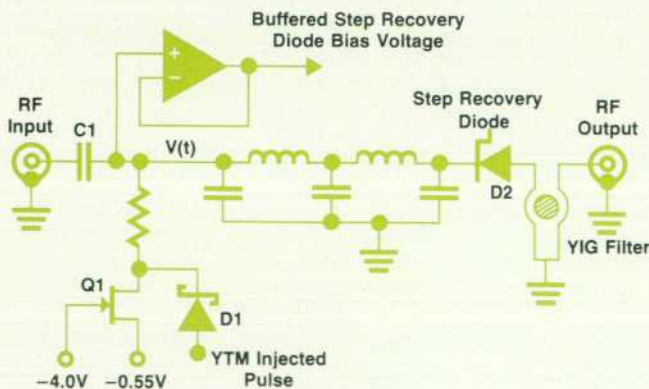 Buffered Step Recovery
Diode Bias Voltage
+
−
RF
Input
C1
V(t)
Step Recovery
Diode
RF
Output
D2
YIG Filter
Q1
D1
−4.0V
−0.55V
YTM Injected
Pulse